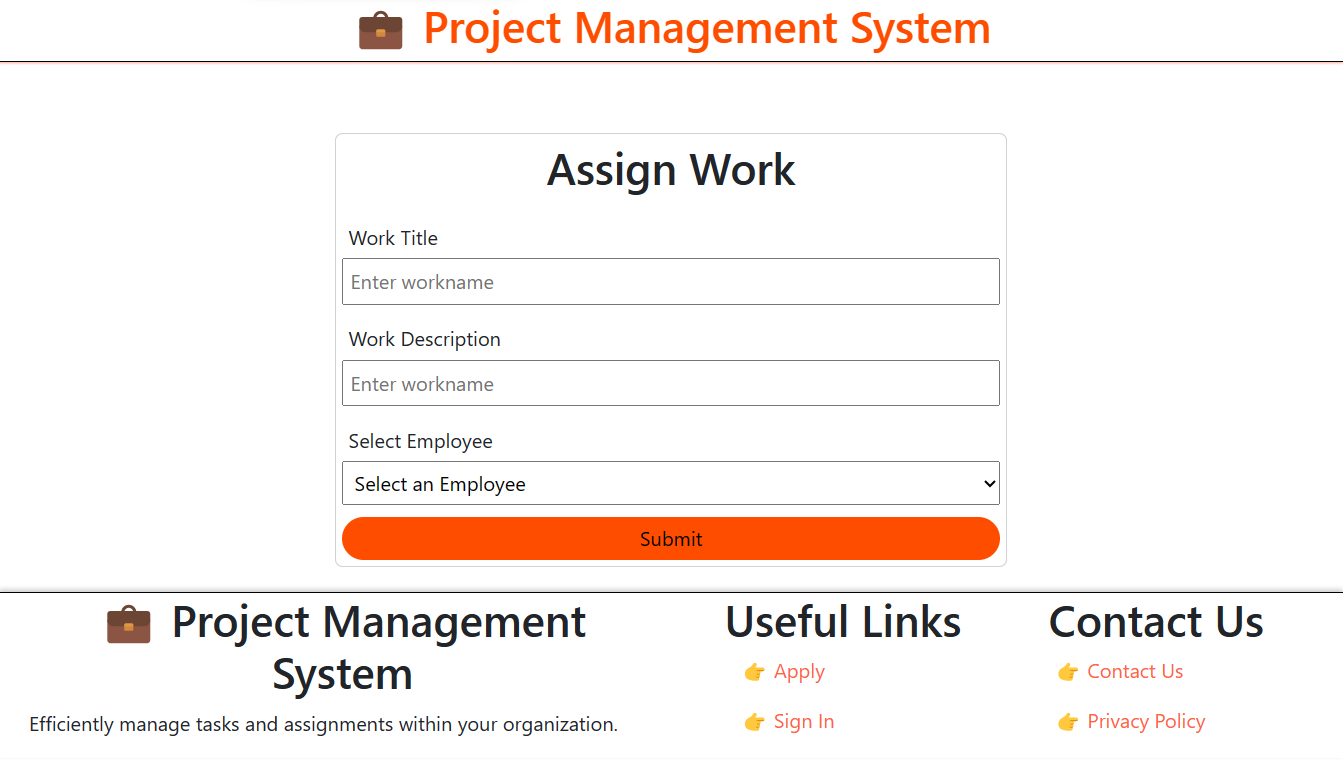 💼 Project Management System
Assign Work
Work Title
Enter workname
Work Description
Enter workname
Select Employee
Select an Employee
Submit
💼 Project Management
System
Efficiently manage tasks and assignments within your organization.
Useful Links
👉 Apply
👉 Sign In
Contact Us
👉 Contact Us
👉 Privacy Policy